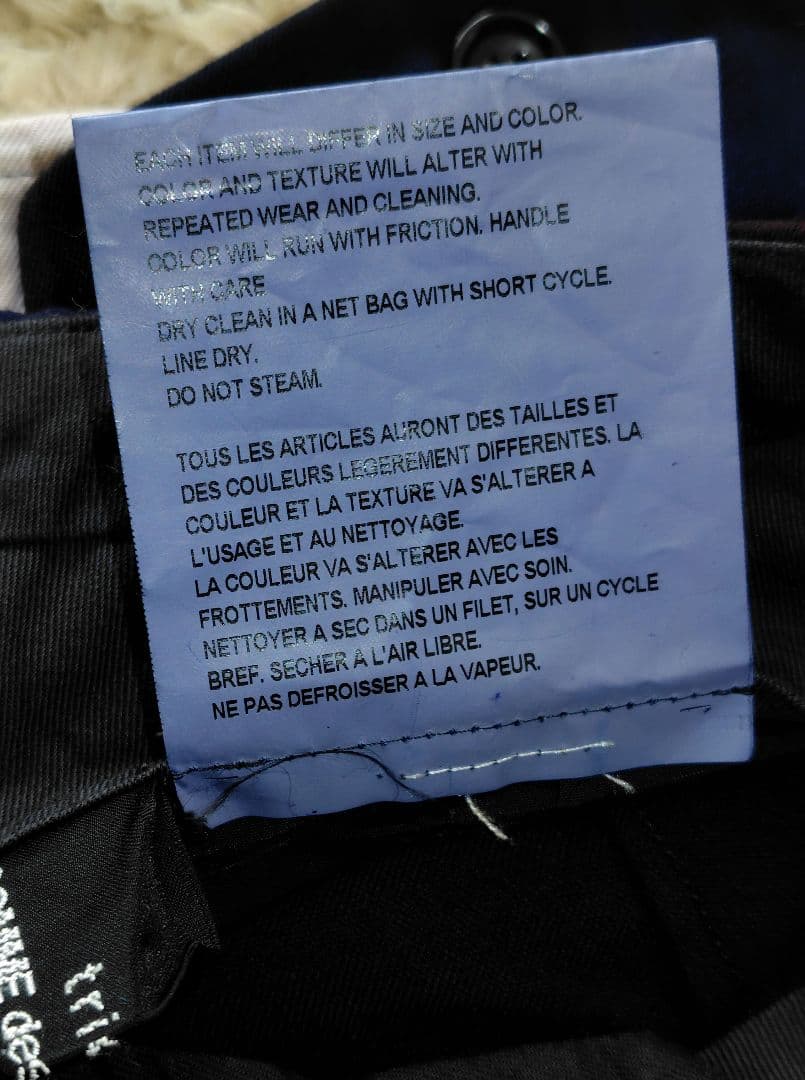 EACH ITEM WILL DIFFER IN SIZE AND COLOR.
COLOR AND TEXTURE WILL ALTER WITH
REPEATED WEAR AND CLEANING.
COLOR WILL RUN WITH FRICTION. HANDLE
WITH CARE
DRY CLEAN IN A NET BAG WITH SHORT CYCLE.
LINE DRY.
DO NOT STEAM.
TOUS LES ARTICLES AURONT DES TAILLES ET
DES COULEURS LEGEREMENT DIFFERENTES. LA
COULEUR ET LA TEXTURE VA S'ALTERER A
L'USAGE ET AU NETTOYAGE.
LA COULEUR VA S'ALTERER AVEC LES
FROTTEMENTS. MANIPULER AVEC SOIN.
NETTOYER A SEC DANS UN FILET, SUR UN CYCLE
BREF. SECHER A L'AIR LIBRE.
NE PAS DEFROISSER A LA VAPEUR.